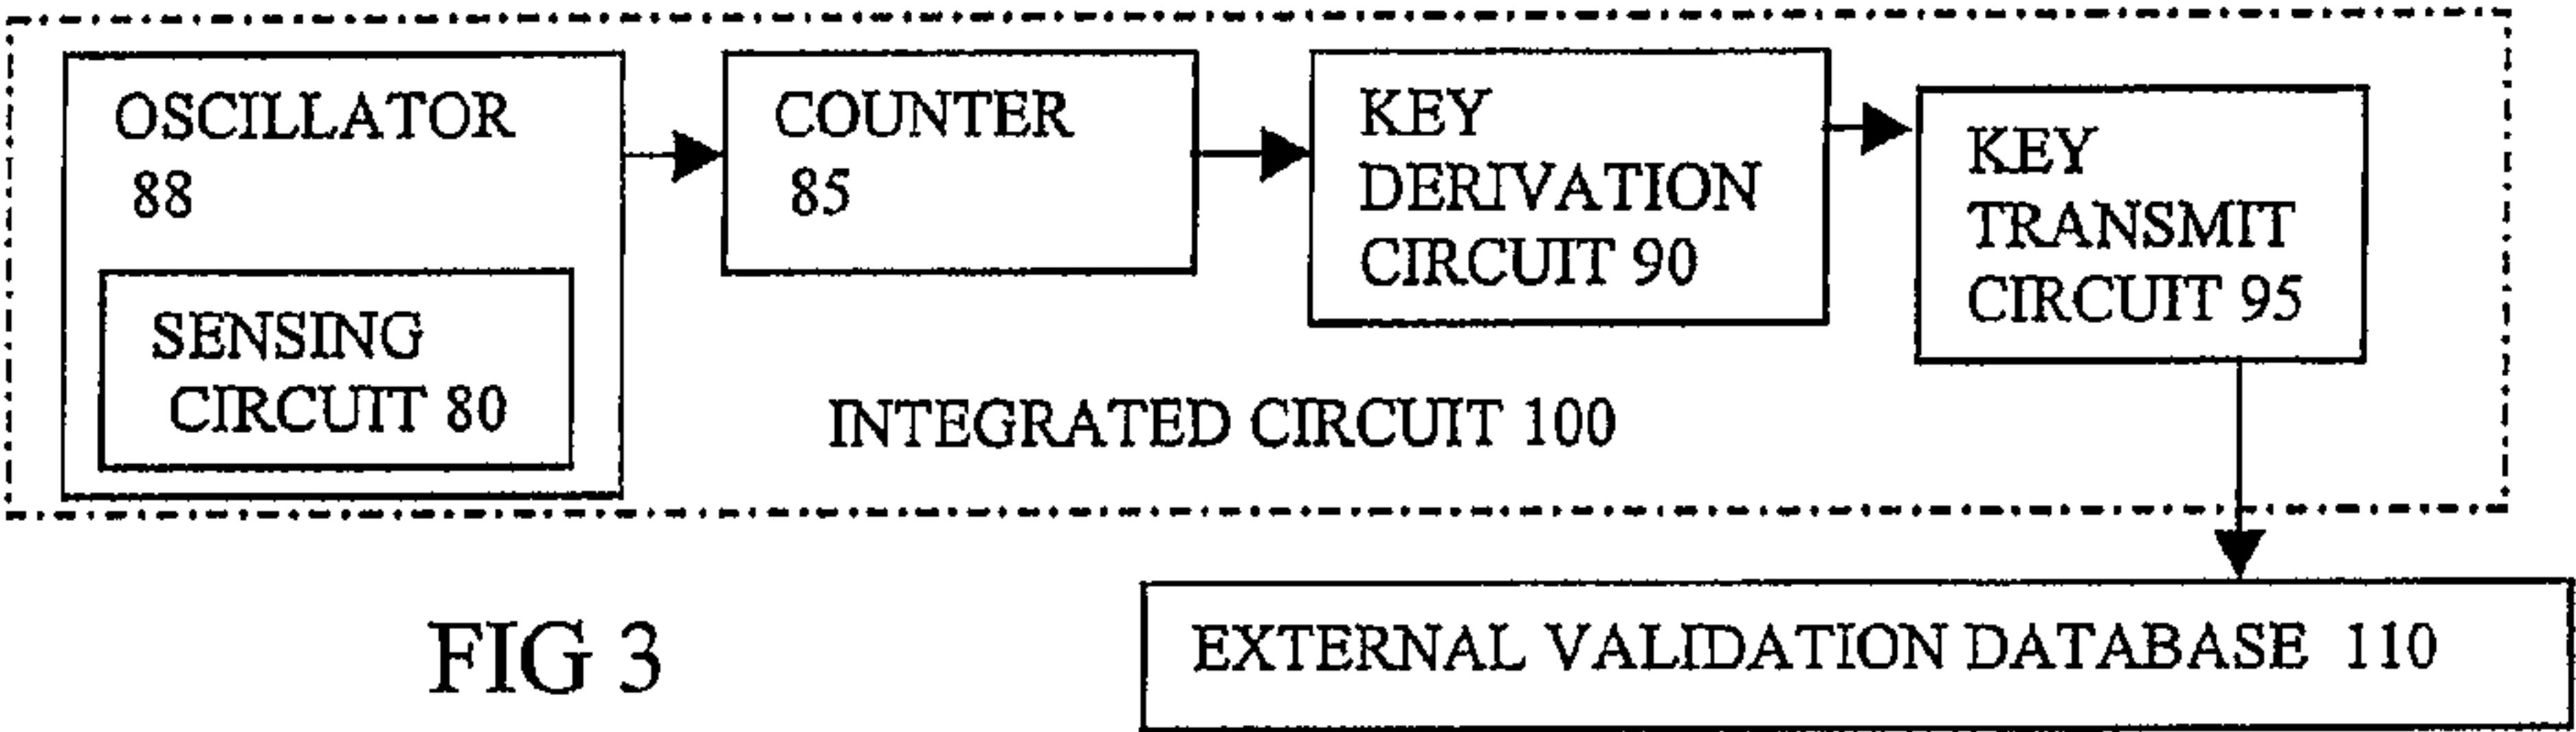 OSCILLATOR
88
SENSING
CIRCUIT 80
COUNTER
85
KEY
DERIVATION
CIRCUIT 90
KEY
TRANSMIT
CIRCUIT 95
INTEGRATED CIRCUIT 100
EXTERNAL VALIDATION DATABASE 110
FIG 3